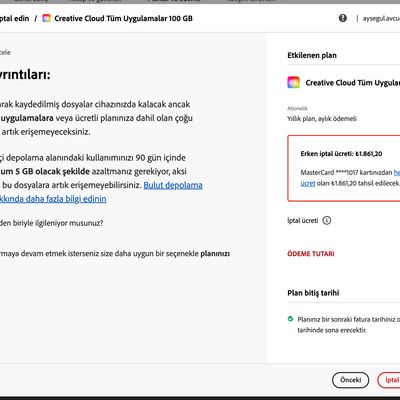 iptal edin / Creative Cloud Tüm Uygulamalar 100 GB
aysegul.avcu
cele
Etkilenen plan
yrıntıları:
Creative Cloud Tüm Uygulama
Abonelik
Yıllık plan, aylık ödemeli
arak kaydedilmiş dosyalar cihazınızda kalacak ancak
uygulamalara veya ücretli planınıza dahil olan çoğu
artık erişemeyeceksiniz.
Erken iptal ücreti: ₺1.861,20
MasterCard ****1017 kartınızdan he
ücret olan ₺1.861,20 tahsil edilecek.
çi depolama alanındaki kullanımınızı 90 gün içinde
um 5 GB olacak şekilde azaltmanız gerekiyor, aksi
bu dosyalara artık erişemeyebilirsiniz. Bulut depolama
kkında daha fazla bilgi edinin
İptal ücreti
den biriyle ilgileniyor musunuz?
ÖDEME TUTARI
rmaya devam etmek isterseniz size daha uygun bir seçenekle planınızı
Plan bitiş tarihi
Planınız bir sonraki fatura tarihiniz o
tarihinde sona erecektir.
Önceki
İptal